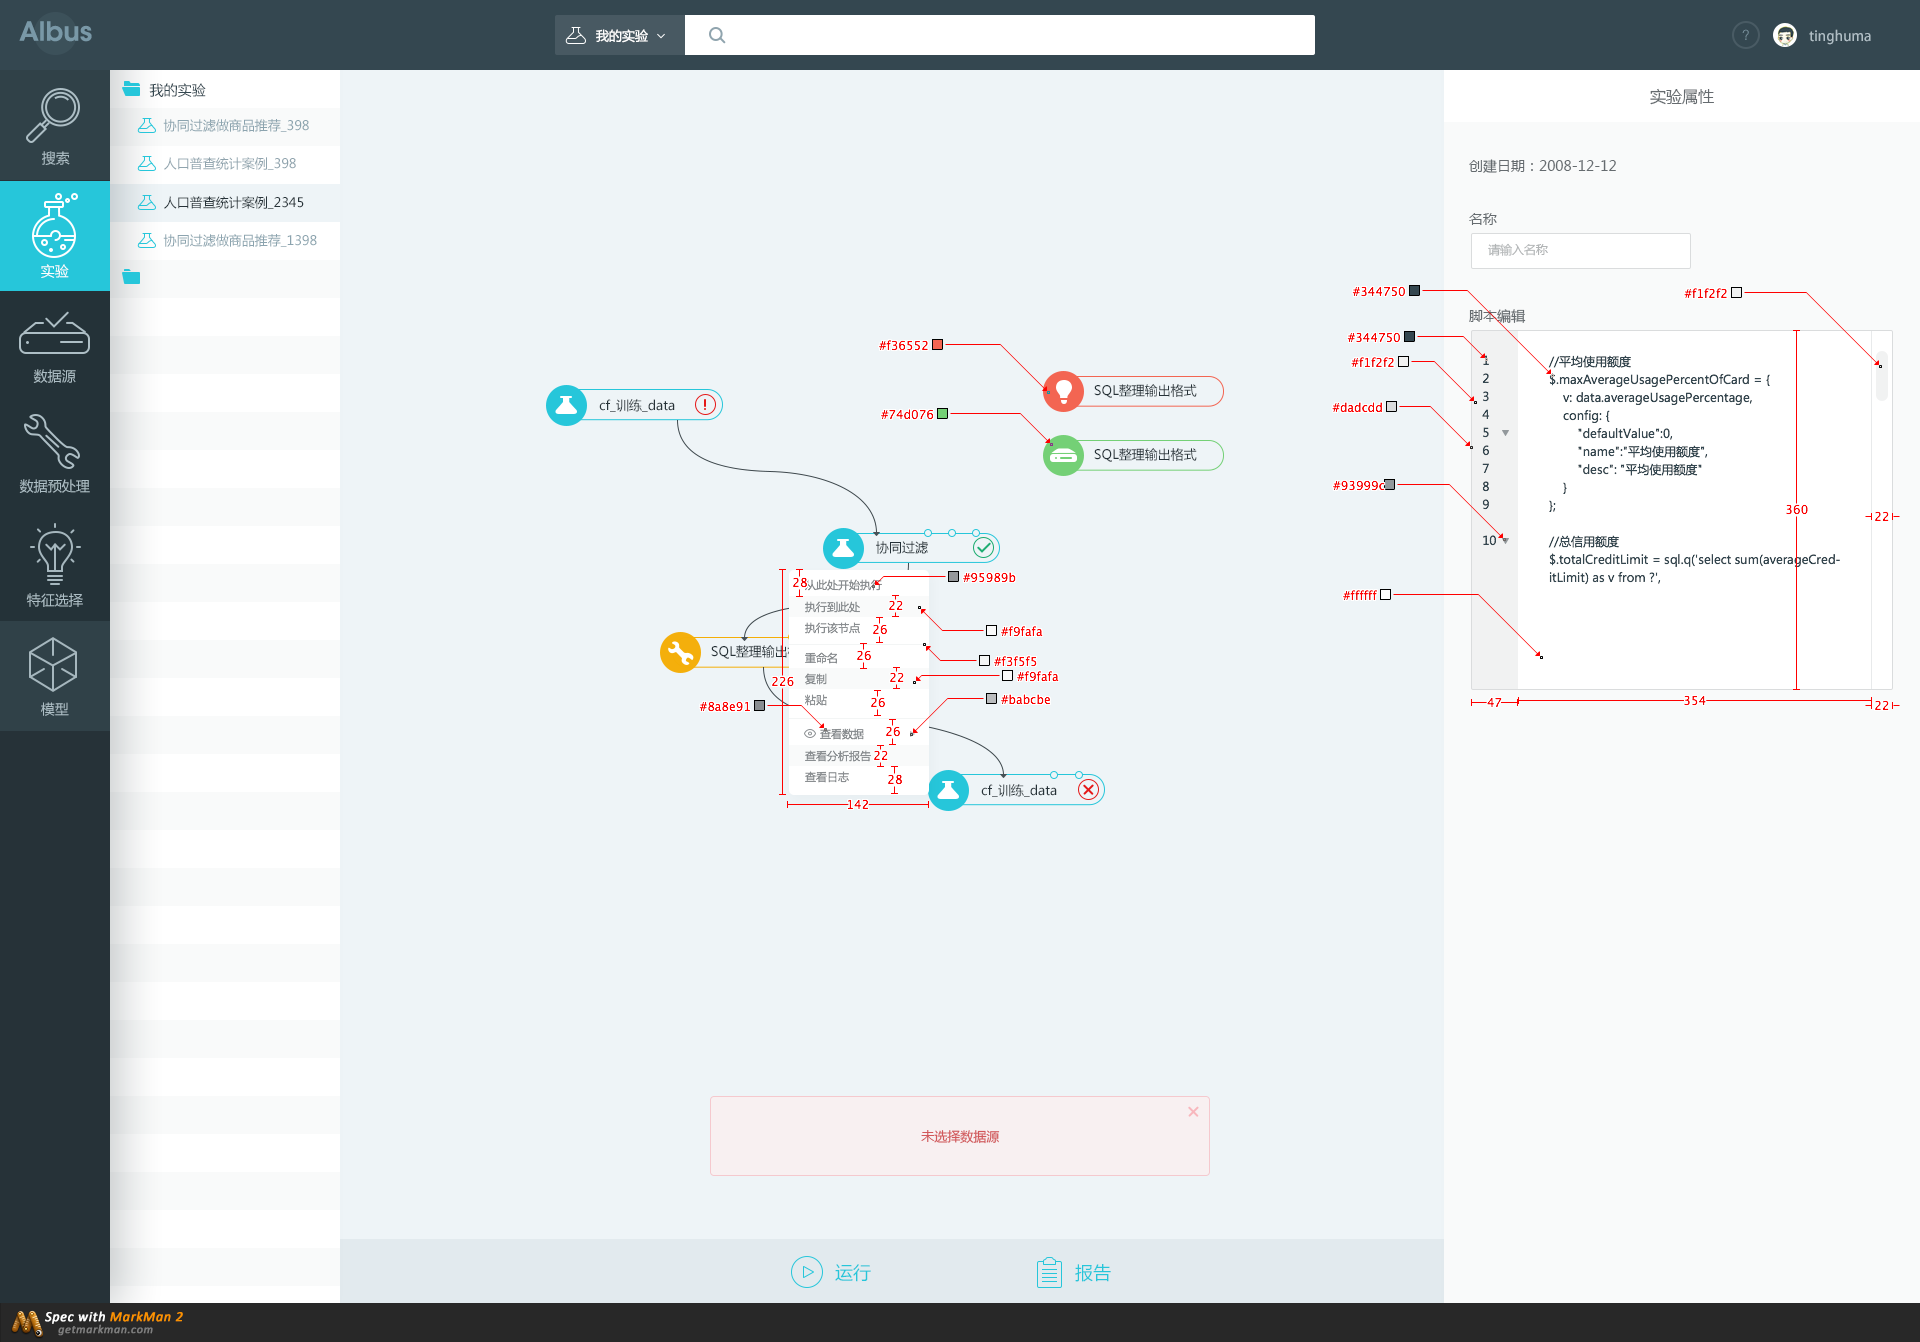 Albus
我的实验
?
tinghuma
搜索
实验
数据源
数据预处理
特征选择
模型
我的实验
协同过滤做商品推荐_398
人口普查统计案例_398
人口普查统计案例_2345
协同过滤做商品推荐_1398
cf_训练_data
#f36552
SQL整理输出格式
#74d076
SQL整理输出格式
协同过滤
SQL整理输出
从此处开始执行
执行到此处
执行该节点
重命名
复制
粘贴
查看数据
查看分析报告
查看日志
28
22
26
26
22
26
26
22
28
226
142
#95989b
#f9fafa
#f3f5f5
#f9fafa
#babcbe
#8a8e91
cf_训练_data
未选择数据源
运行
报告
实验属性
创建日期：2008-12-12
名称
请输入名称
#344750
#f1f2f2
脚本编辑
#344750
#f1f2f2
#dadcdd
#93999c
#ffffff
1
2
3
4
5
6
7
8
9
10
//平均使用额度
$.maxAverageUsagePercentOfCard = {
v: data.averageUsagePercentage,
config: {
"defaultValue":0,
"name":"平均使用额度",
"desc": "平均使用额度"
}
};
//总信用额度
$.totalCreditLimit = sql.q('select sum(averageCred-
itLimit) as v from ?',
360
22
47
354
22
Spec with MarkMan 2
getmarkman.com